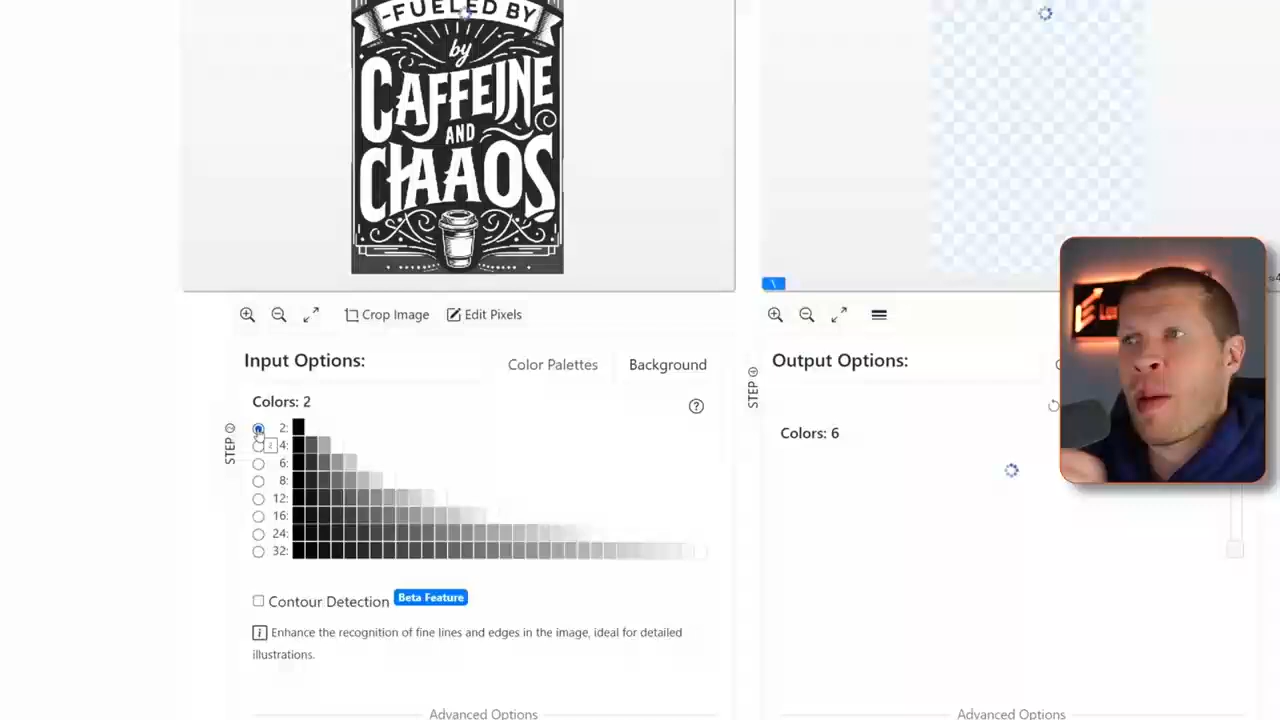 -FUELED BY
by
CAFFEINE
AND
CHAAOS
Crop Image
Edit Pixels
Input Options:
Color Palettes
Background
Output Options:
STEP
Colors: 2
STEP
Colors: 6
2:
4:
6:
8:
12:
16:
24:
32:
Contour Detection
Beta Feature
Enhance the recognition of fine lines and edges in the image, ideal for detailed
illustrations.
Advanced Options
Advanced Options